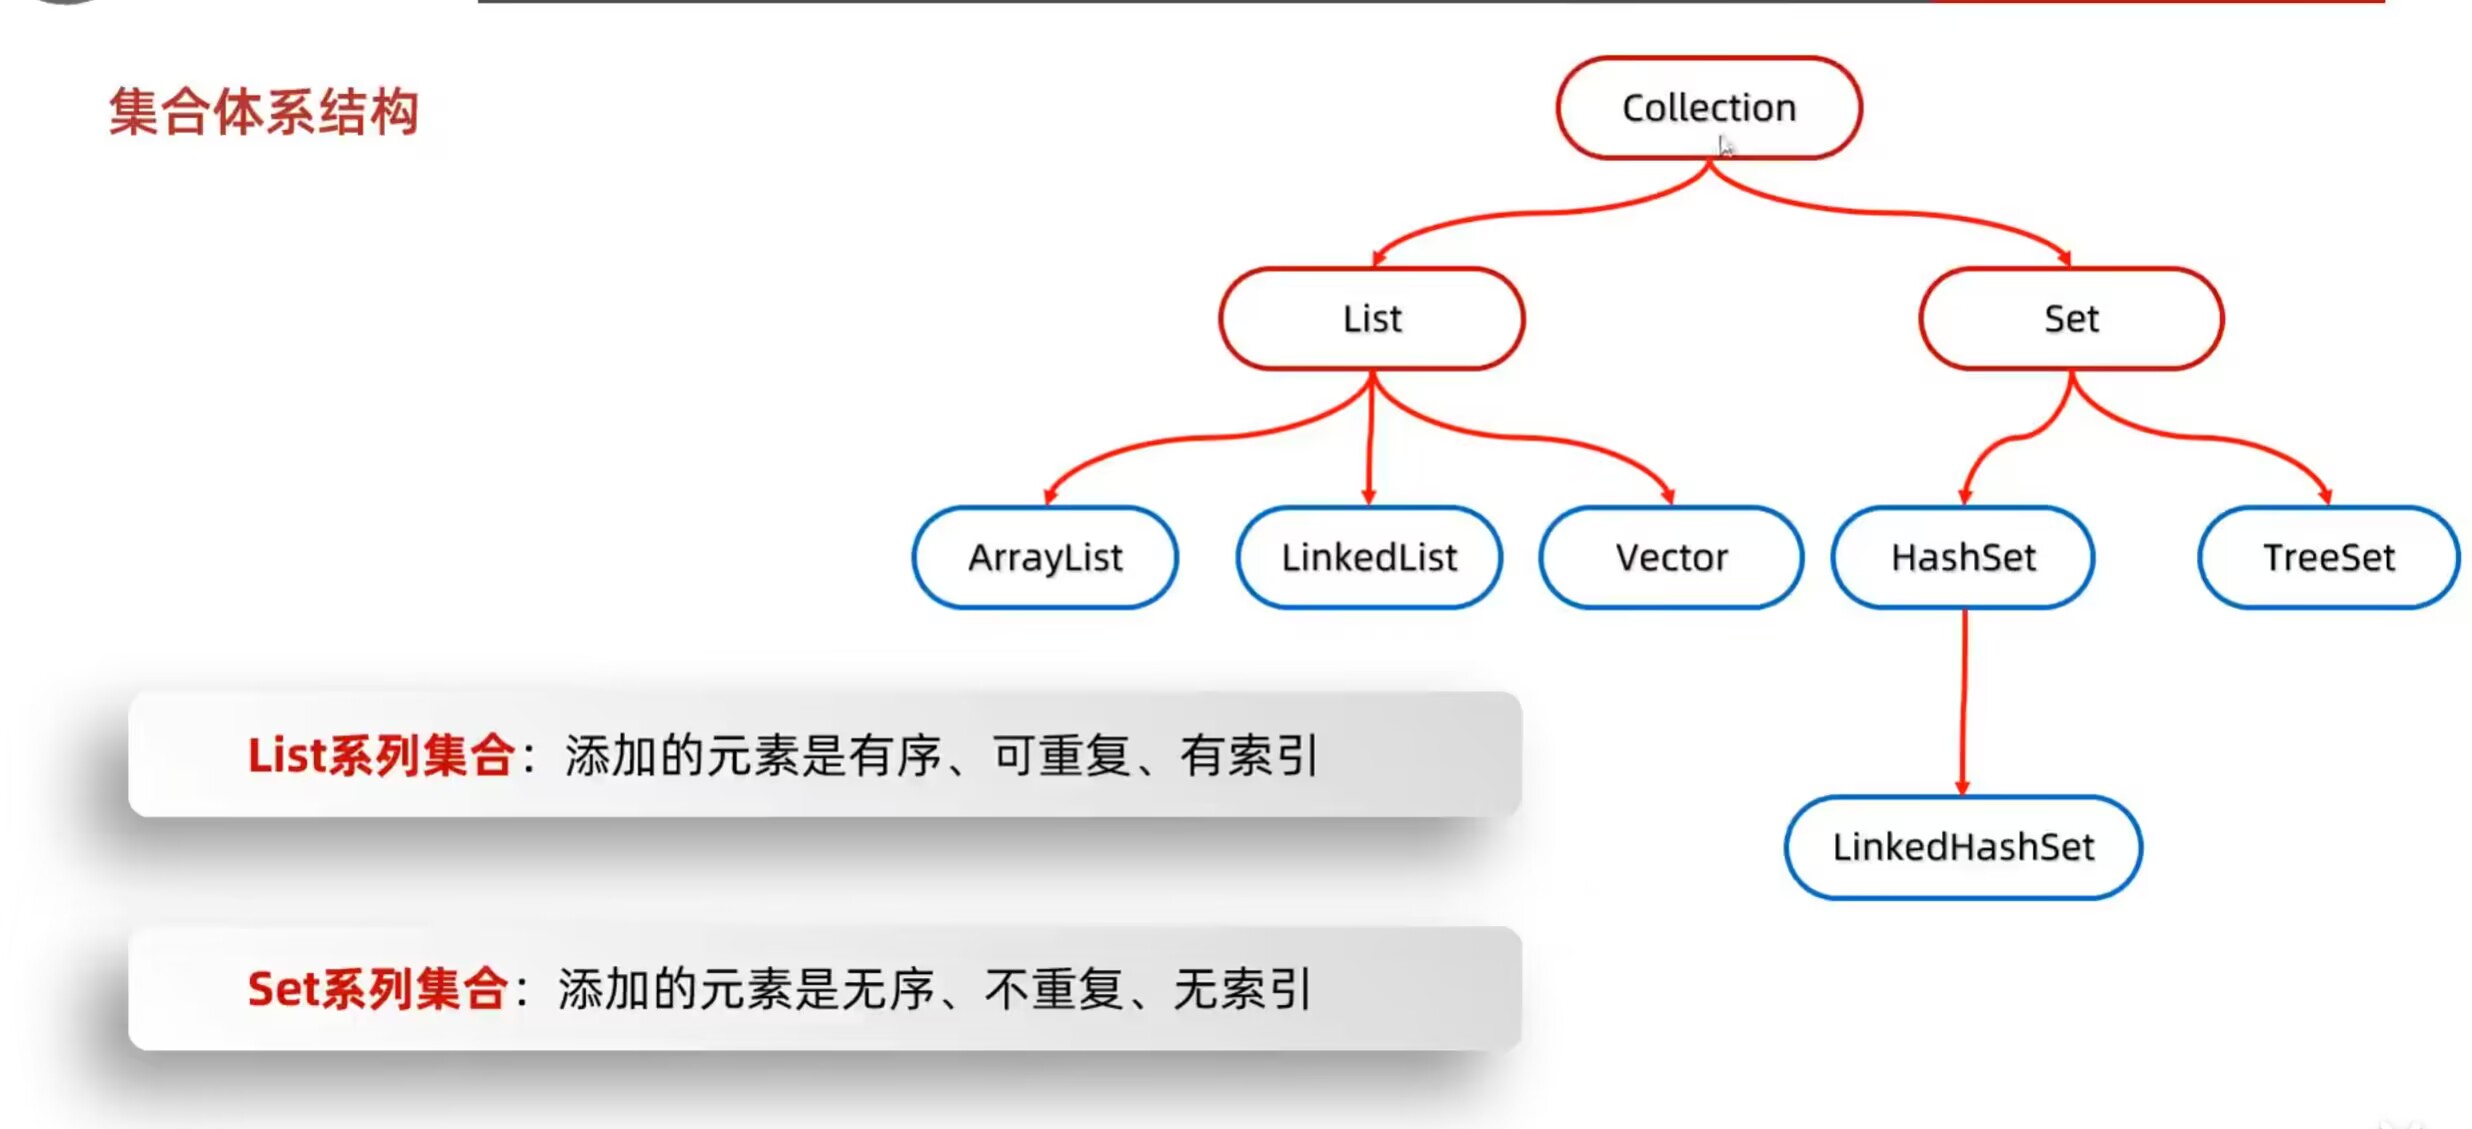 集合体系结构
Collection
List
Set
ArrayList
LinkedList
Vector
HashSet
TreeSet
LinkedHashSet
List系列集合：添加的元素是有序、可重复、有索引
Set系列集合：添加的元素是无序、不重复、无索引